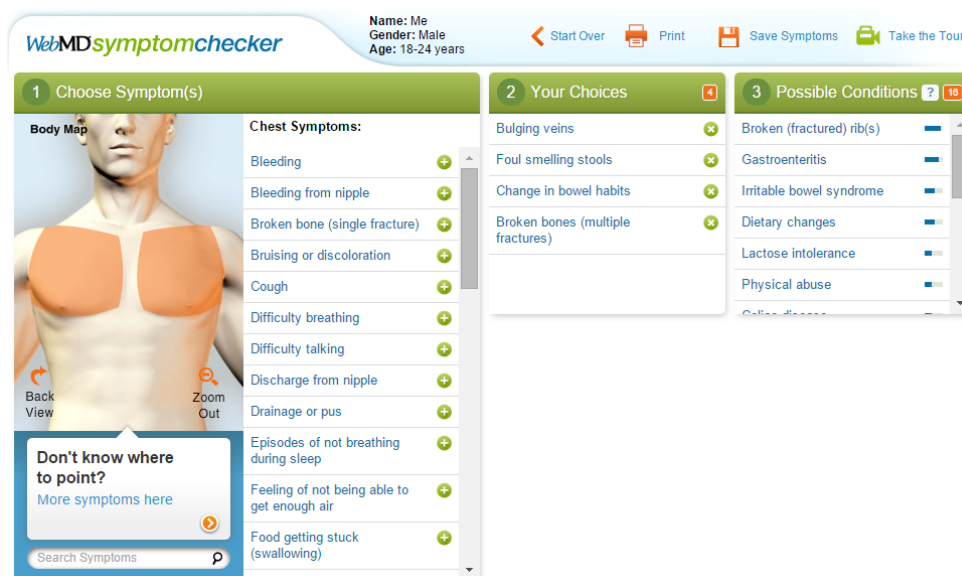 WebMD symptomchecker
Name: Me
Gender: Male
Age: 18-24 years
Start Over
Print
Save Symptoms
Take the Tour
1 Choose Symptom(s)
Body Map
Back
View
Zoom
Out
Don't know where
to point?
More symptoms here
Search Symptoms
Chest Symptoms:
Bleeding
Bleeding from nipple
Broken bone (single fracture)
Bruising or discoloration
Cough
Difficulty breathing
Difficulty talking
Discharge from nipple
Drainage or pus
Episodes of not breathing
during sleep
Feeling of not being able to
get enough air
Food getting stuck
(swallowing)
2 Your Choices 4
Bulging veins
Foul smelling stools
Change in bowel habits
Broken bones (multiple
fractures)
3 Possible Conditions ? 16
Broken (fractured) rib(s)
Gastroenteritis
Irritable bowel syndrome
Dietary changes
Lactose intolerance
Physical abuse